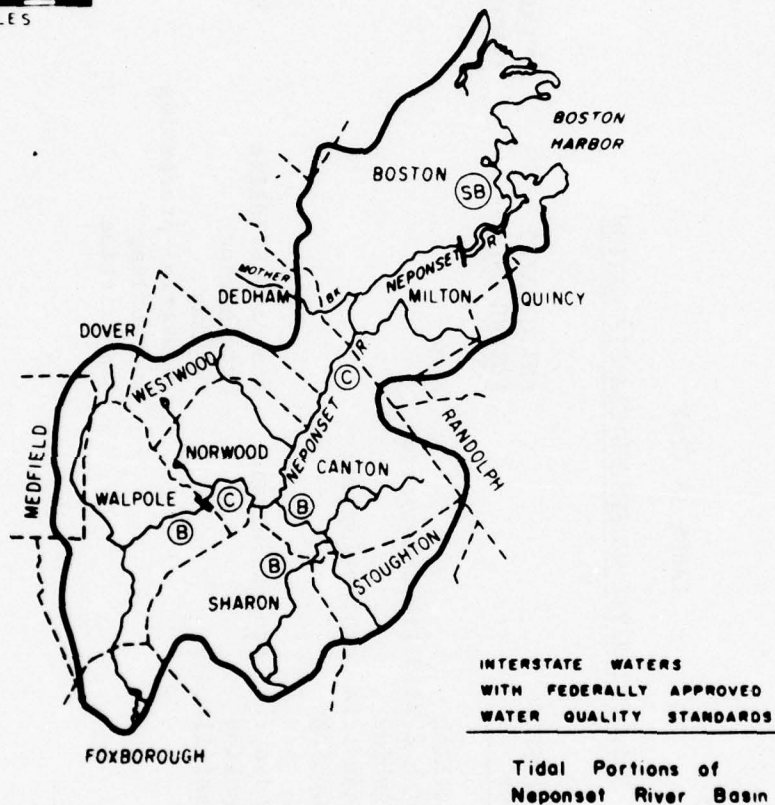 LES
BOSTON
HARBOR
BOSTON
SB
NEPONSET R.
MOTHER BK
DEDHAM
MILTON
QUINCY
DOVER
WESTWOOD
C
NEPONSET R.
RANDOLPH
MEDFIELD
NORWOOD
CANTON
WALPOLE
C
B
B
B
STOUGHTON
SHARON
FOXBOROUGH
INTERSTATE WATERS
WITH FEDERALLY APPROVED
WATER QUALITY STANDARDS
Tidal Portions of
Neponset River Basin